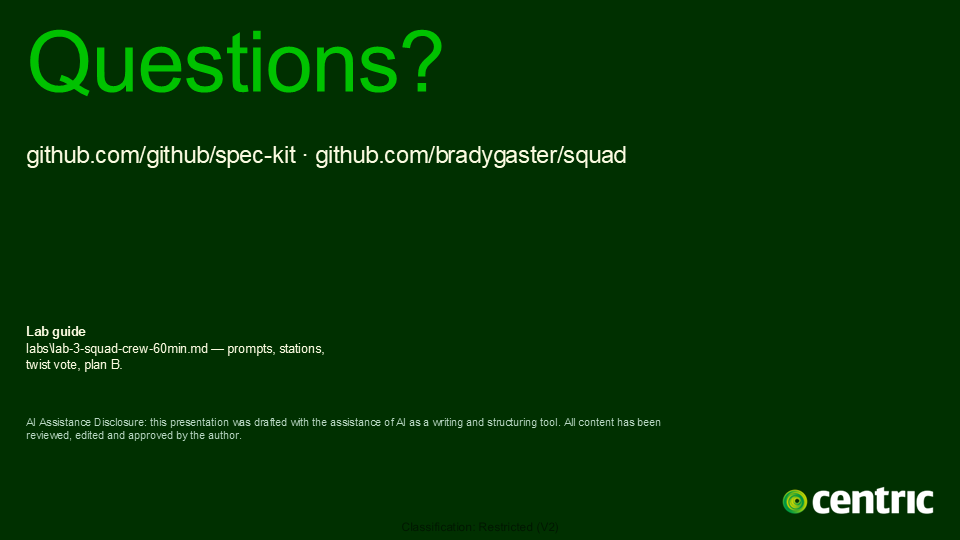 Questions?
github.com/github/spec-kit · github.com/bradygaster/squad
Lab guide
labs\lab-3-squad-crew-60min.md — prompts, stations,
twist vote, plan B.
AI Assistance Disclosure: this presentation was drafted with the assistance of AI as a writing and structuring tool. All content has been
reviewed, edited and approved by the author.
centric
Classification: Restricted (V2)